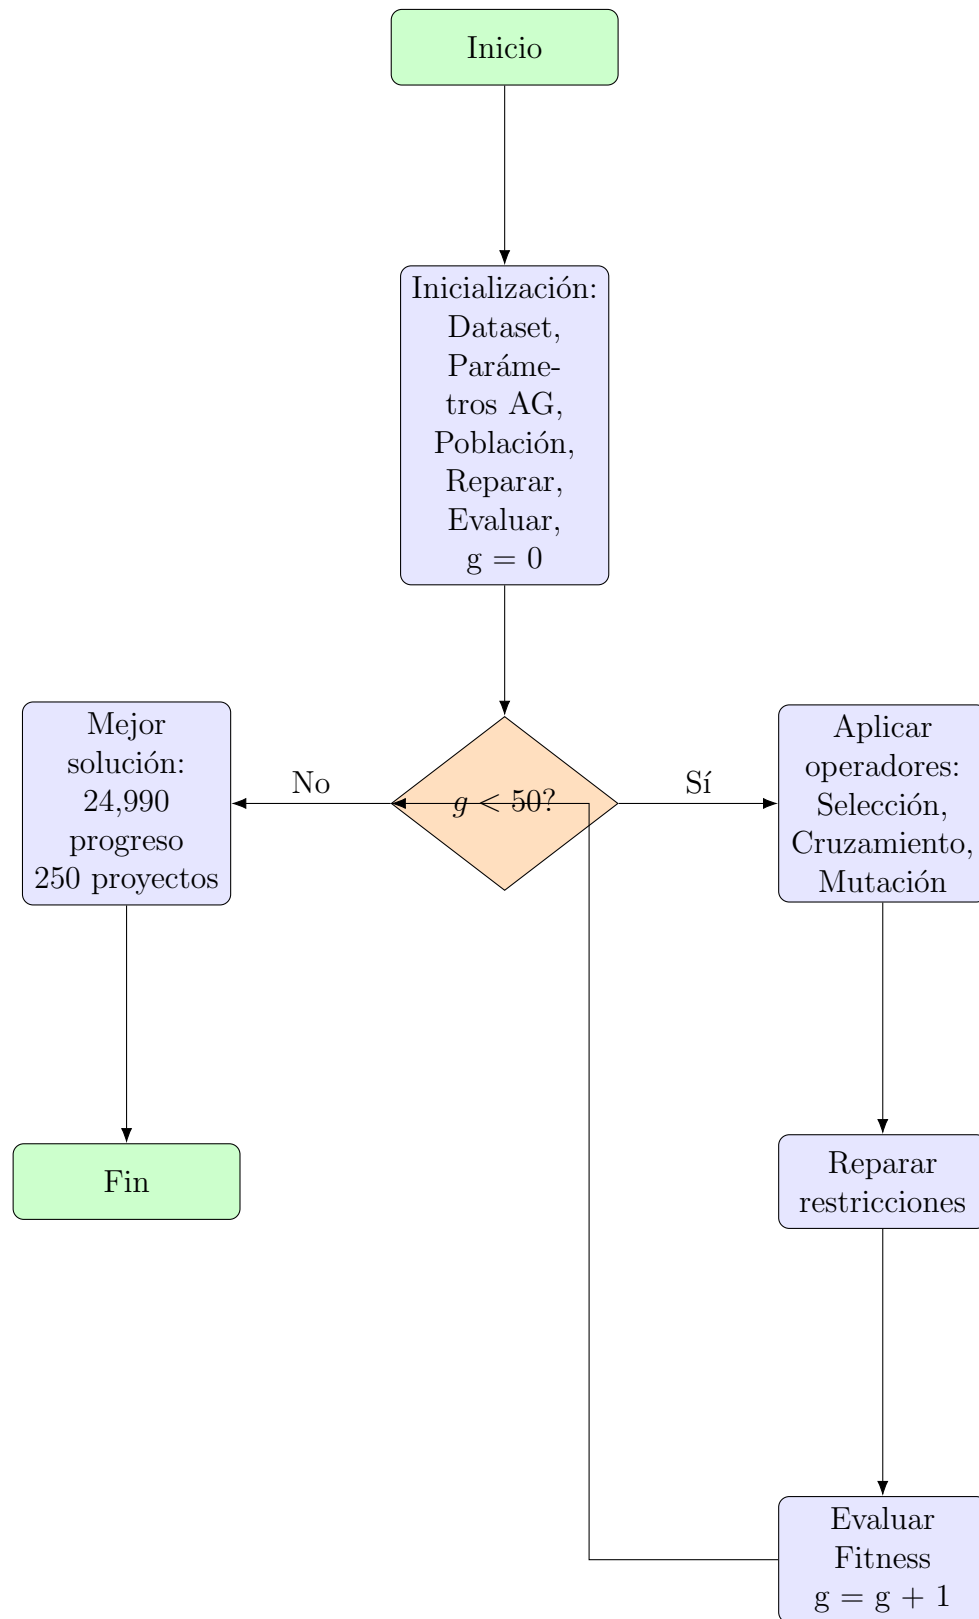 Inicio
Inicialización:
Dataset,
Paráme-
tros AG,
Población,
Reparar,
Evaluar,
g = 0
Mejor
solución:
24,990
progreso
250 proyectos
No
g < 50?
Sí
Aplicar
operadores:
Selección,
Cruzamiento,
Mutación
Fin
Reparar
restricciones
Evaluar
Fitness
g = g + 1